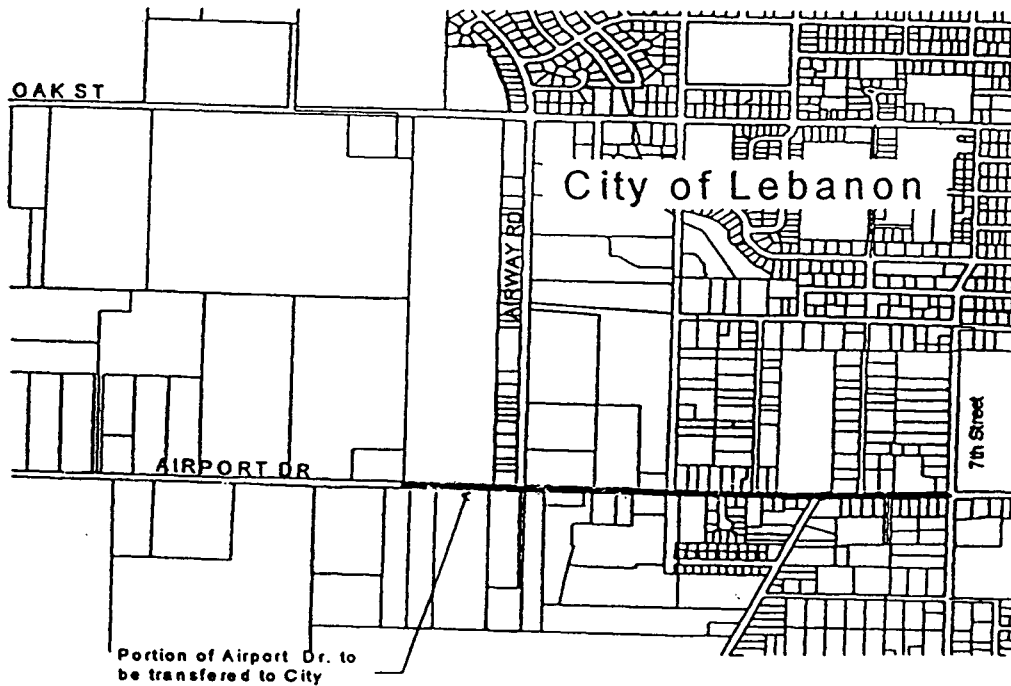 OAK ST
City of Lebanon
AIRWAY RD
7th Street
AIRPORT DR
Portion of Airport Dr. to
be transfered to City